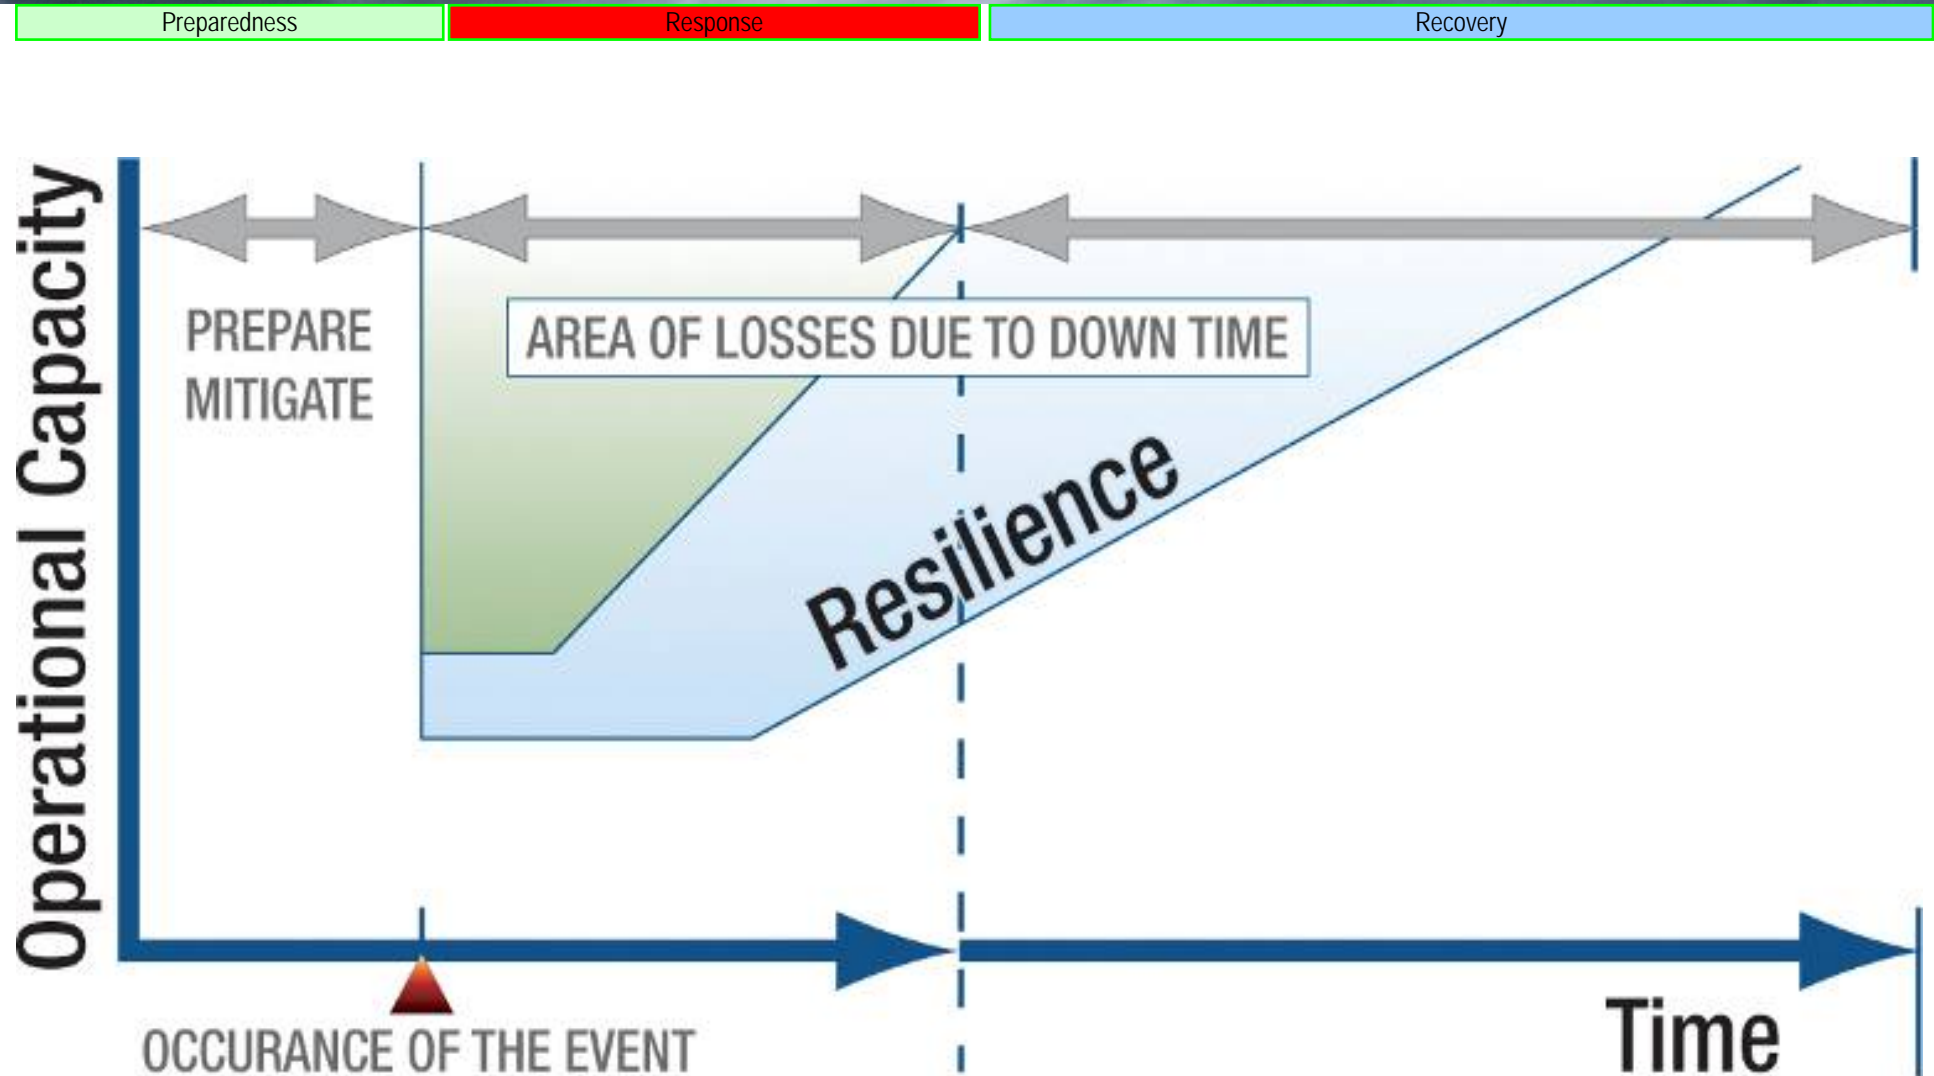 Preparedness
Response
Recovery
Operational Capacity
PREPARE
MITIGATE
AREA OF LOSSES DUE TO DOWN TIME
Resilience
OCCURANCE OF THE EVENT
Time